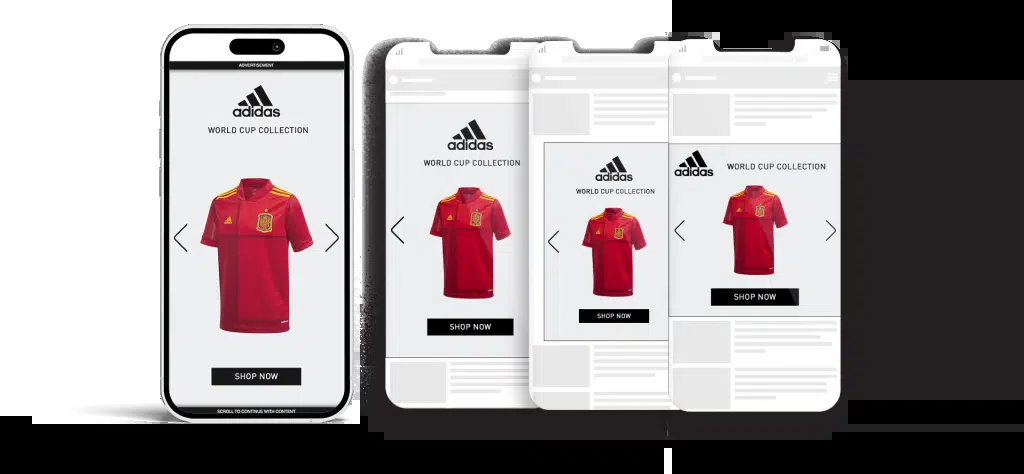 ADVERTISEMENT
adidas
WORLD CUP COLLECTION
SHOP NOW
SCROLL TO CONTINUE WITH CONTENT
adidas
WORLD CUP COLLECTION
SHOP NOW
adidas
WORLD CUP COLLECTION
SHOP NOW
adidas
WORLD CUP COLLECTION
SHOP NOW